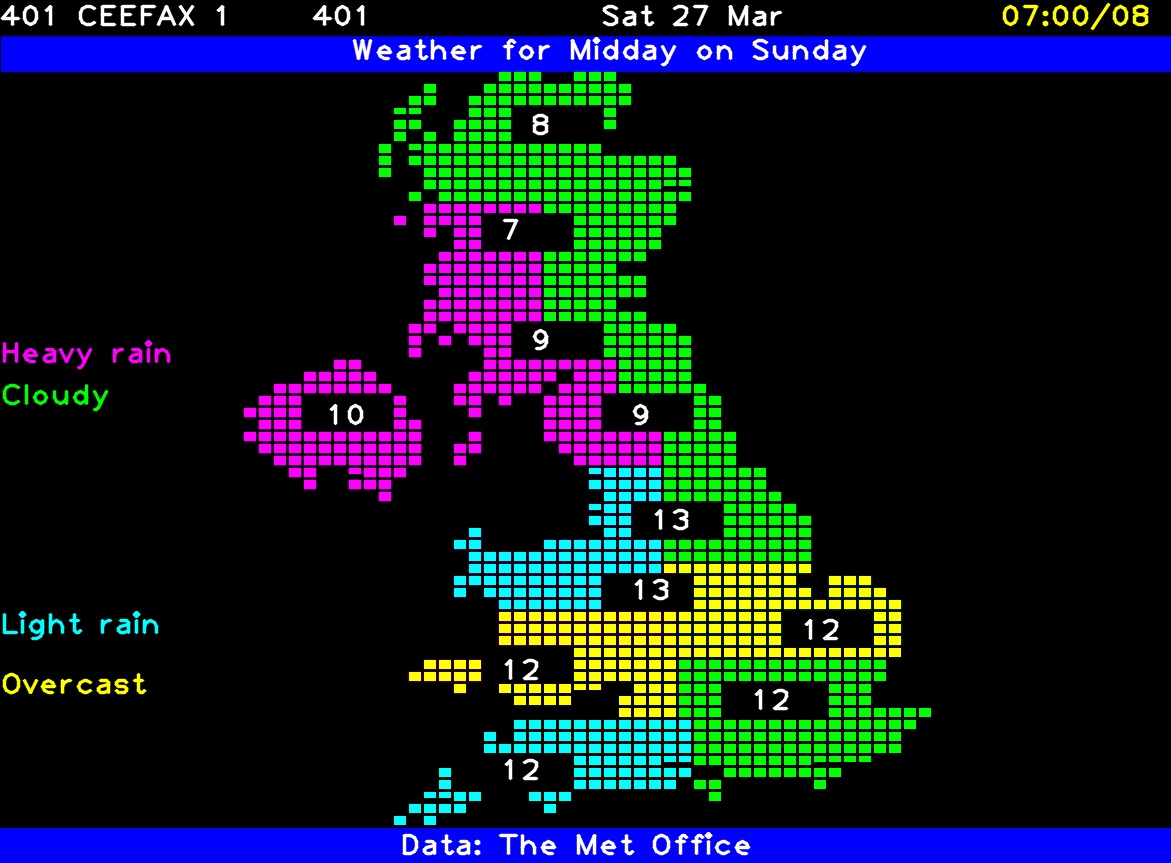 401 CEEFAX 1 401 Sat 27 Mar 07:00/08
Weather for Midday on Sunday
8
7
9
Heavy rain
Cloudy
10 9
13
13
Light rain
12
12
Overcast
12
12
Data: The Met Office